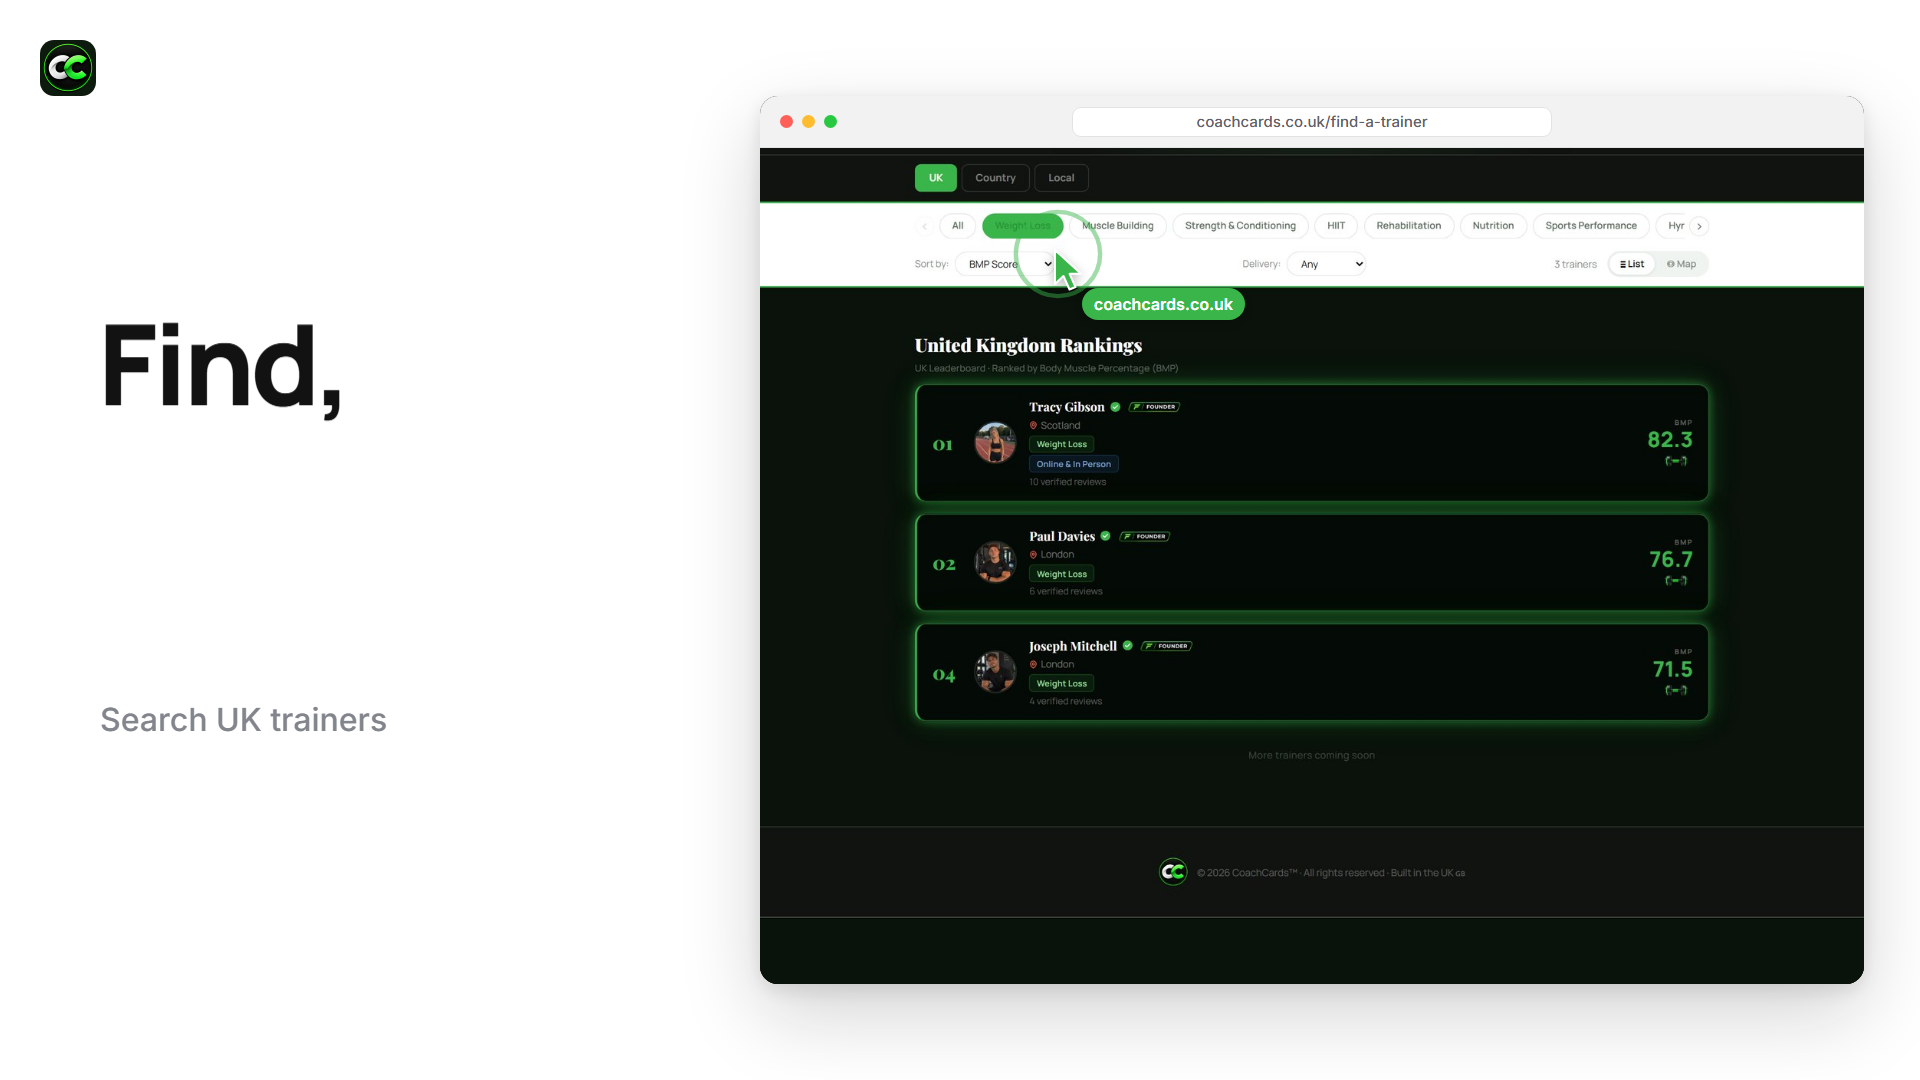 CC
Find,
Search UK trainers
coachcards.co.uk/find-a-trainer
UK Country Local
All Weight Loss Muscle Building Strength & Conditioning HIIT Rehabilitation Nutrition Sports Performance Hyr
Sort by: BMP Score Delivery: Any 3 trainers List Map
coachcards.co.uk
United Kingdom Rankings
UK Leaderboard · Ranked by Body Muscle Percentage (BMP)
01
Tracy Gibson FOUNDER
Scotland
Weight Loss
Online & In Person
10 verified reviews
BMP
82.3
02
Paul Davies FOUNDER
London
Weight Loss
6 verified reviews
BMP
76.7
04
Joseph Mitchell FOUNDER
London
Weight Loss
4 verified reviews
BMP
71.5
More trainers coming soon
CC © 2026 CoachCards™ · All rights reserved · Built in the UK GB